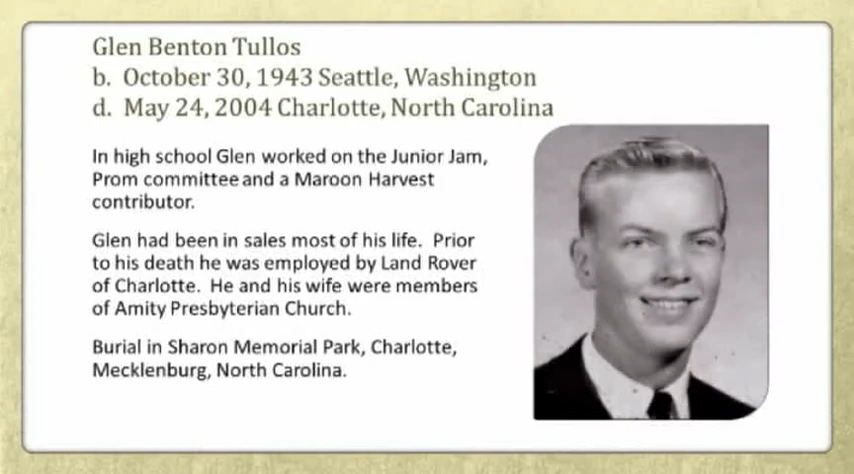 Glen Benton Tullos
b. October 30, 1943 Seattle, Washington
d. May 24, 2004 Charlotte, North Carolina
In high school Glen worked on the Junior Jam,
Prom committee and a Maroon Harvest
contributor.
Glen had been in sales most of his life. Prior
to his death he was employed by Land Rover
of Charlotte. He and his wife were members
of Amity Presbyterian Church.
Burial in Sharon Memorial Park, Charlotte,
Mecklenburg, North Carolina.